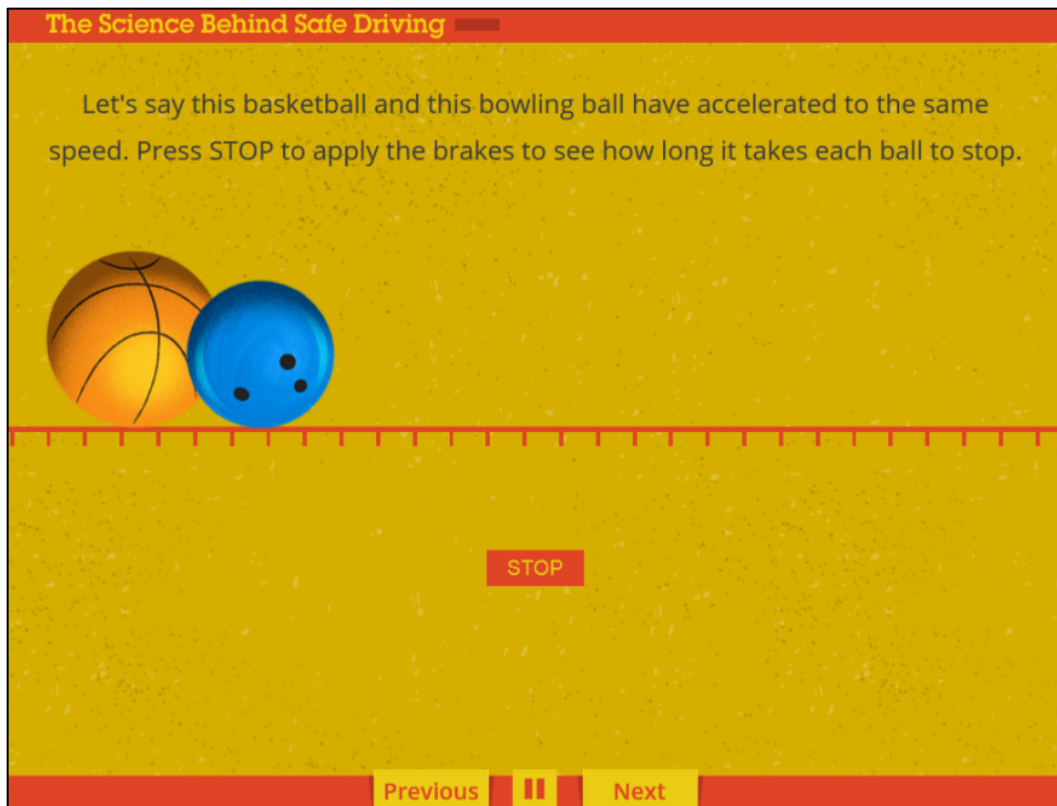 The Science Behind Safe Driving
Let's say this basketball and this bowling ball have accelerated to the same
speed. Press STOP to apply the brakes to see how long it takes each ball to stop.
STOP
Previous
Next